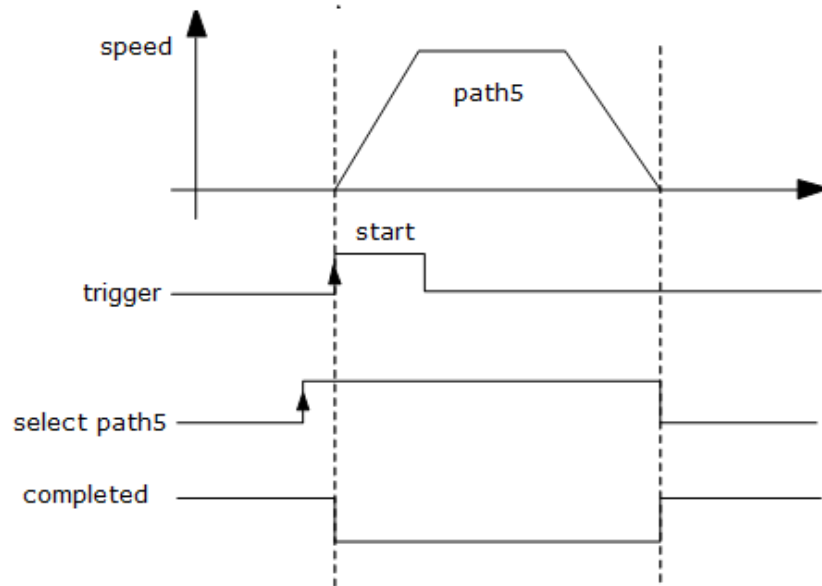 speed
path5
start
trigger
select path5
completed